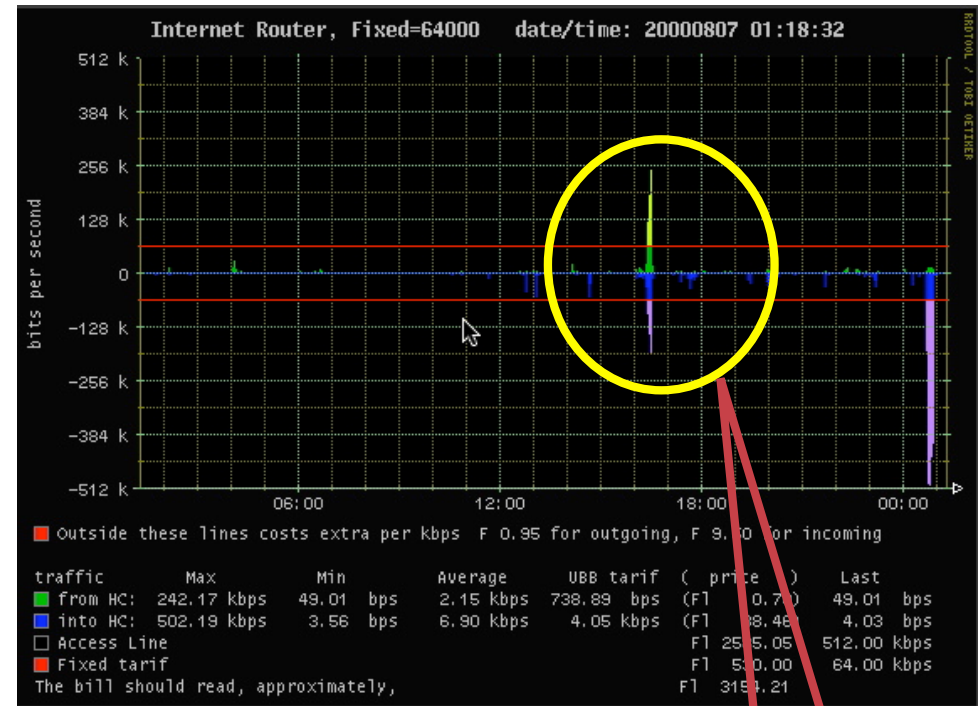 Internet Router, Fixed=64000 date/time: 20000807 01:18:32
RRDTOOL / TOBI OETIKER
bits per second
512 k
384 k
256 k
128 k
0
-128 k
-256 k
-384 k
-512 k
06:00 12:00 18:00 00:00
Outside these lines costs extra per kbps F 0.95 for outgoing, F for incoming
traffic Max Min Average UBB tarif ( price ) Last
from HC: 242.17 kbps 49.01 bps 2.15 kbps 738.89 bps (Fl 49.01 bps
into HC: 502.19 kbps 3.56 bps 6.90 kbps 4.05 kbps (Fl 4.03 bps
Access Line Fl 512.00 kbps
Fixed tarif Fl 64.00 kbps
The bill should read, approximately, Fl 3154.21